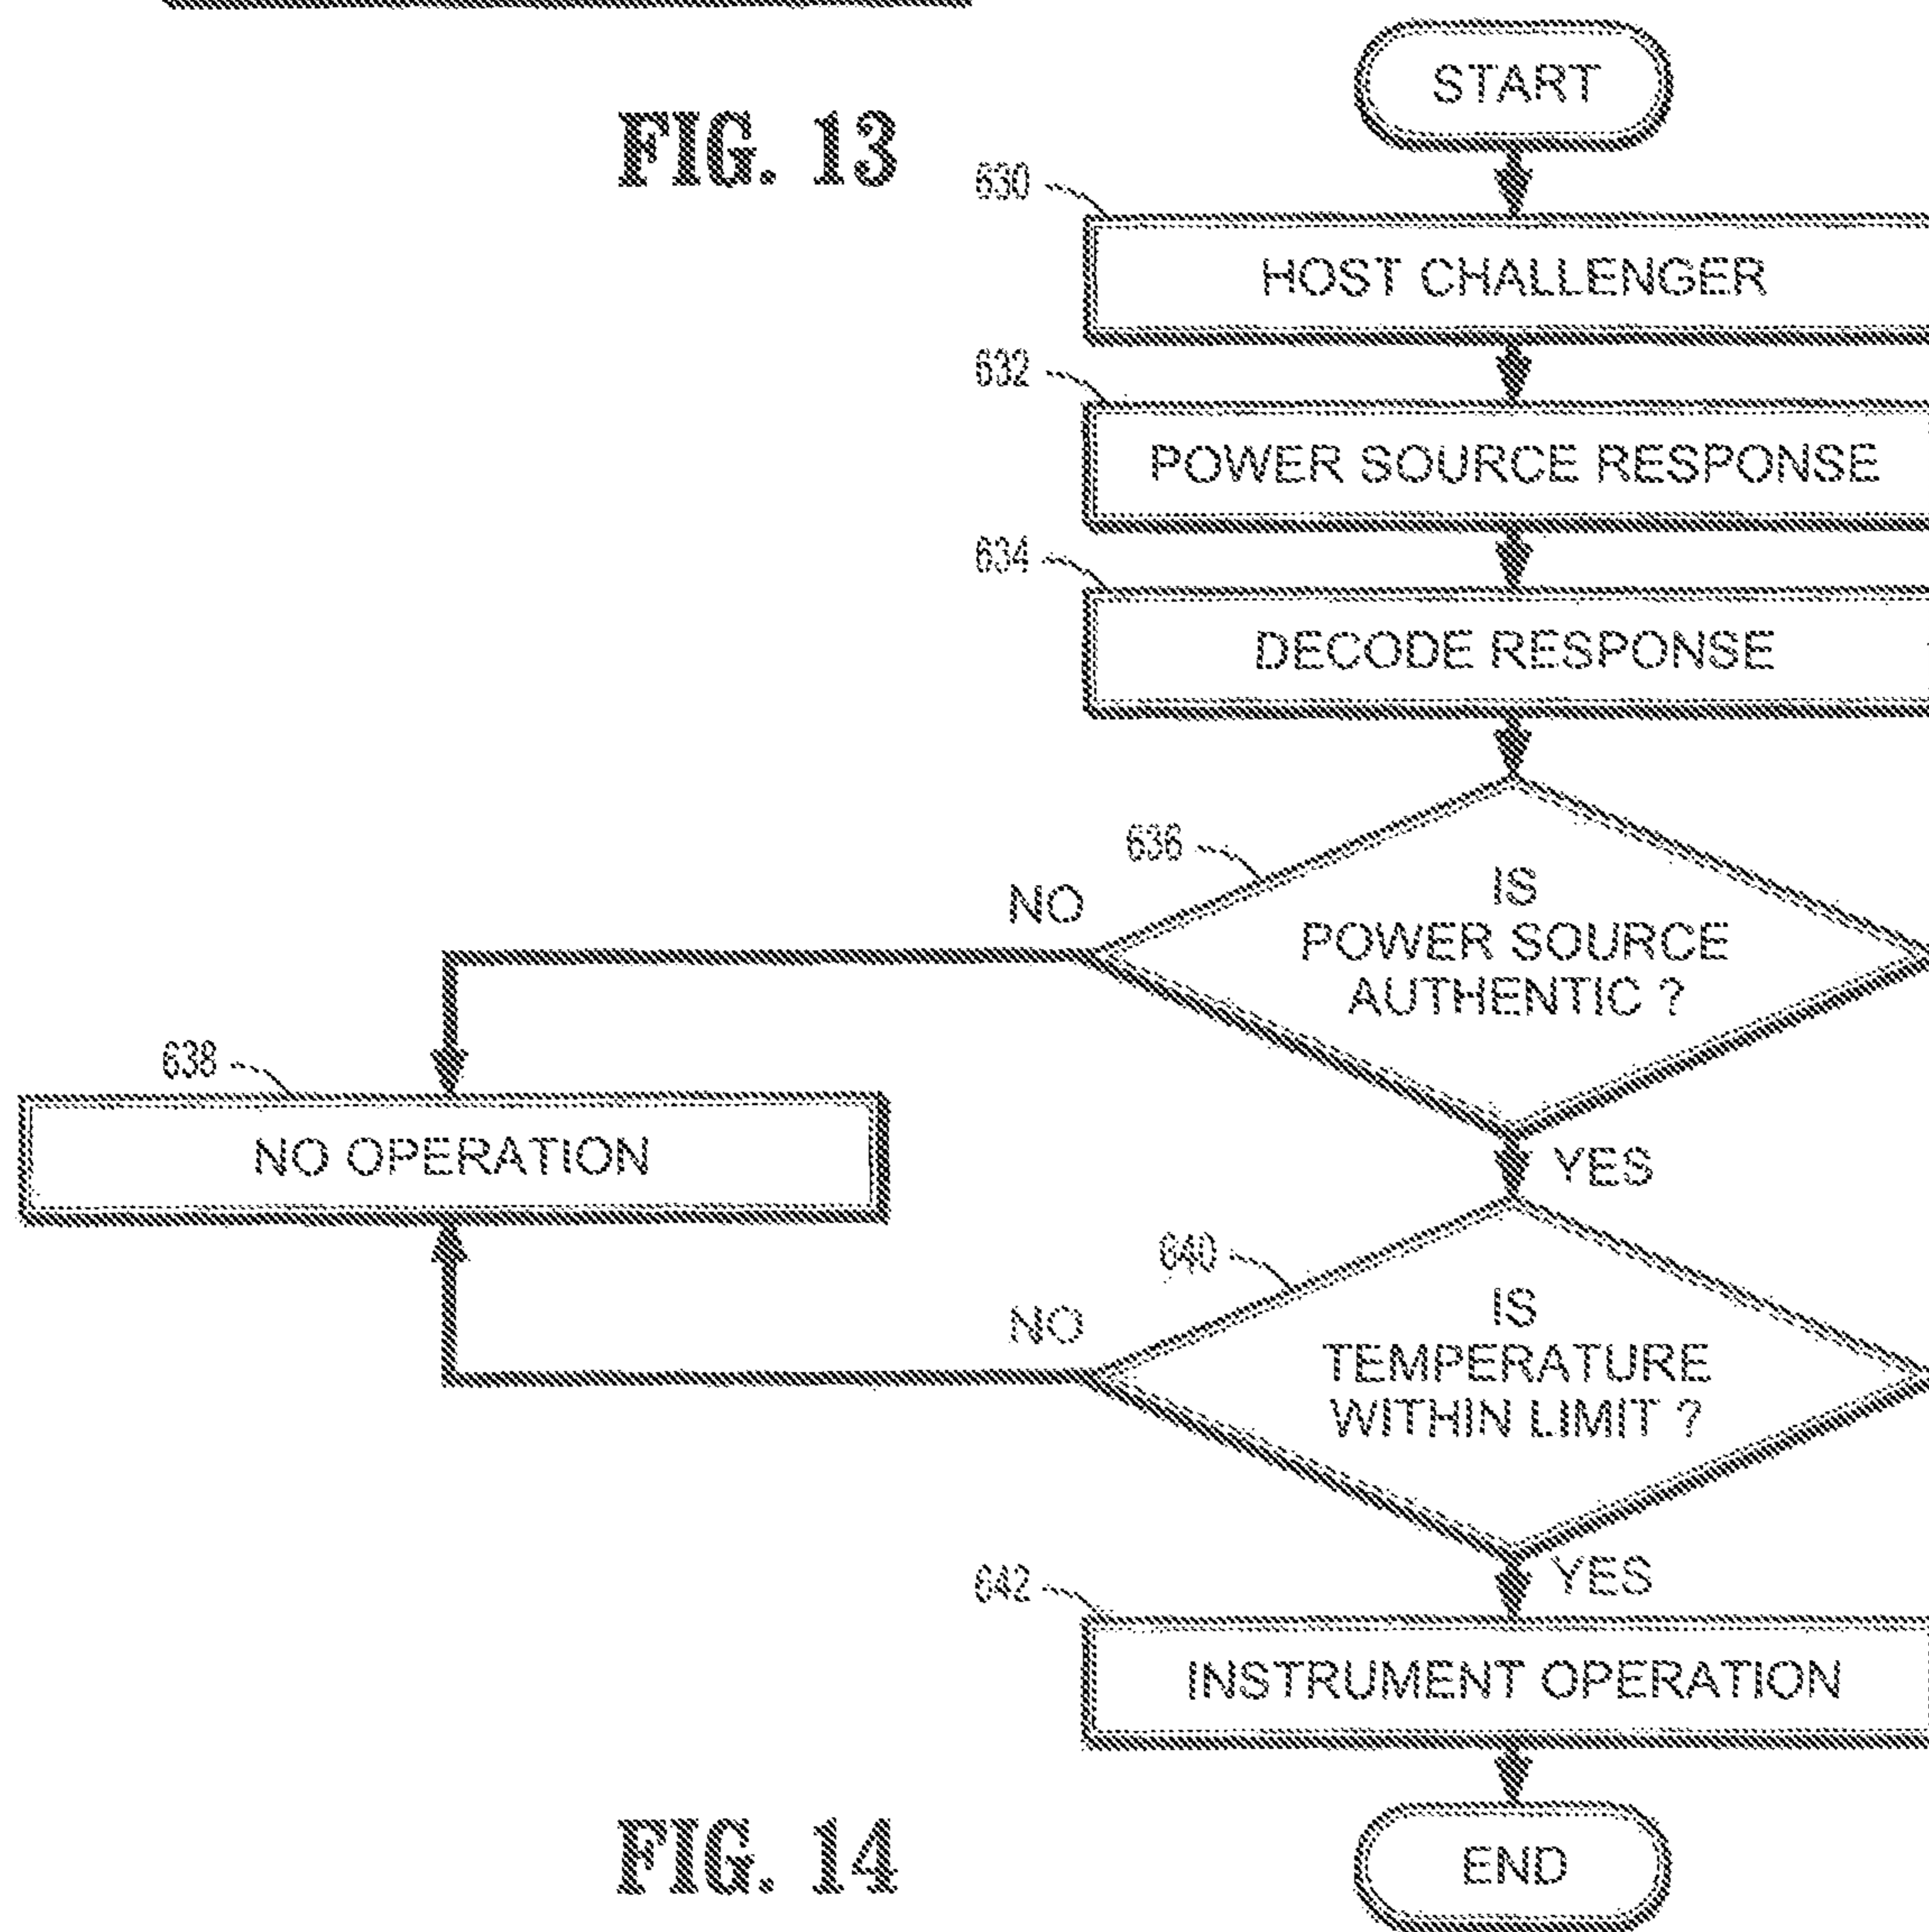 FIG. 13
START
630
HOST CHALLENGER
632
POWER SOURCE RESPONSE
634
DECODE RESPONSE
636
IS
POWER SOURCE
AUTHENTIC ?
NO
638
NO OPERATION
YES
640
IS
TEMPERATURE
WITHIN LIMIT ?
NO
YES
642
INSTRUMENT OPERATION
END
FIG. 14